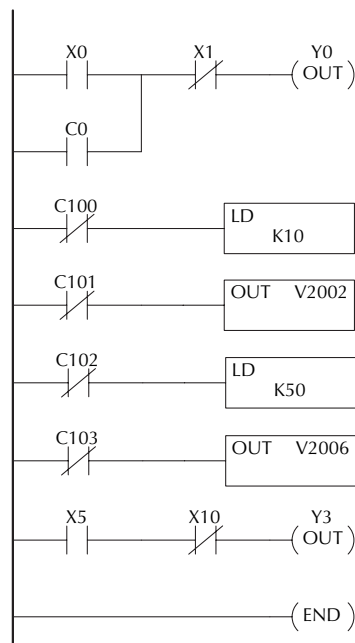 X0 X1 Y0
OUT
C0
C100
LD
K10
C101
OUT V2002
C102
LD
K50
C103
OUT V2006
X5 X10 Y3
OUT
END